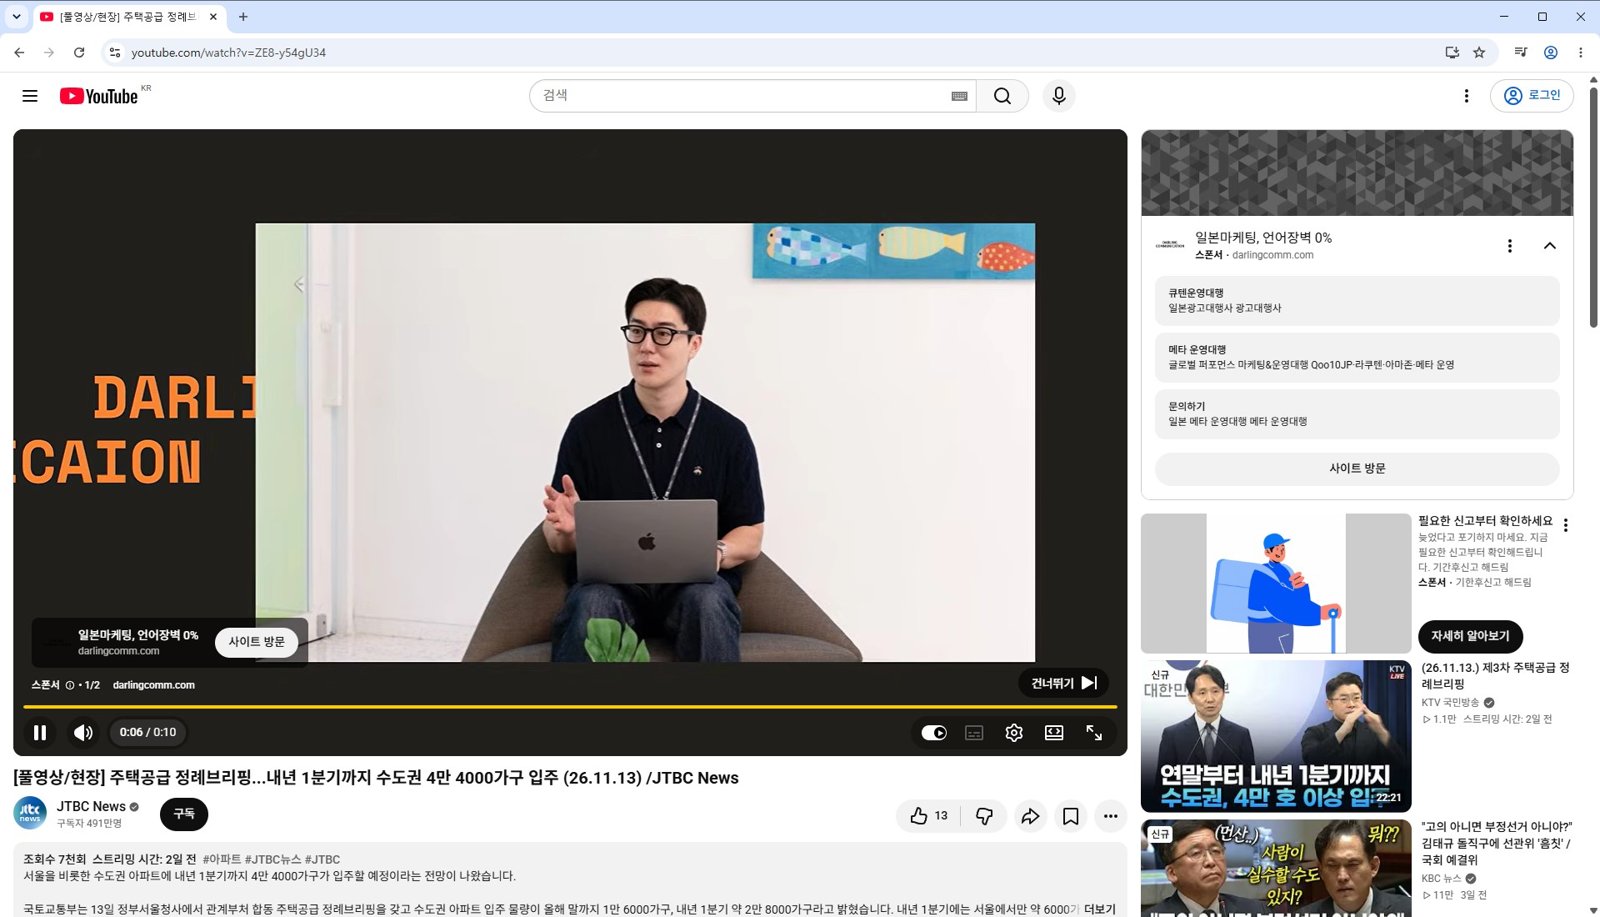 [풀영상/현장] 주택공급 정례브
youtube.com/watch?v=ZE8-y54gU34
YouTube KR
검색
로그인
DARLI
ICAION
일본마케팅, 언어장벽 0%
darlingcomm.com
사이트 방문
스폰서 · 1/2 darlingcomm.com
건너뛰기
0:06 / 0:10
[풀영상/현장] 주택공급 정례브리핑...내년 1분기까지 수도권 4만 4000가구 입주 (26.11.13) /JTBC News
jtbc news
JTBC News
구독자 491만명
구독
13
조회수 7천회 스트리밍 시간: 2일 전 #아파트 #JTBC뉴스 #JTBC
서울을 비롯한 수도권 아파트에 내년 1분기까지 4만 4000가구가 입주할 예정이라는 전망이 나왔습니다.
국토교통부는 13일 정부서울청사에서 관계부처 합동 주택공급 정례브리핑을 갖고 수도권 아파트 입주 물량이 올해 말까지 1만 6000가구, 내년 1분기 약 2만 8000가구라고 밝혔습니다. 내년 1분기에는 서울에서만 약 6000가 더보기
일본마케팅, 언어장벽 0%
스폰서 · darlingcomm.com
큐텐운영대행
일본광고대행사 광고대행사
메타 운영대행
글로벌 퍼포먼스 마케팅&운영대행 Qoo10JP·라쿠텐·아마존·메타 운영
문의하기
일본 메타 운영대행 메타 운영대행
사이트 방문
필요한 신고부터 확인하세요
늦었다고 포기하지 마세요. 지금
필요한 신고부터 확인해드립니
다. 기간후신고 해드림
스폰서 · 기한후신고 해드림
자세히 알아보기
신규
대한민
KTV LIVE
연말부터 내년 1분기까지
수도권, 4만 호 이상 입
22:21
(26.11.13.) 제3차 주택공급 정
례브리핑
KTV 국민방송
1.1만 스트리밍 시간: 2일 전
신규
(먼산..)
뭐??
사람이
실수할 수도
있지?
"고의 아니면 부정선거 아니야?"
김태규 돌직구에 선관위 '흠칫' /
국회 예결위
KBC 뉴스
11만 3일 전